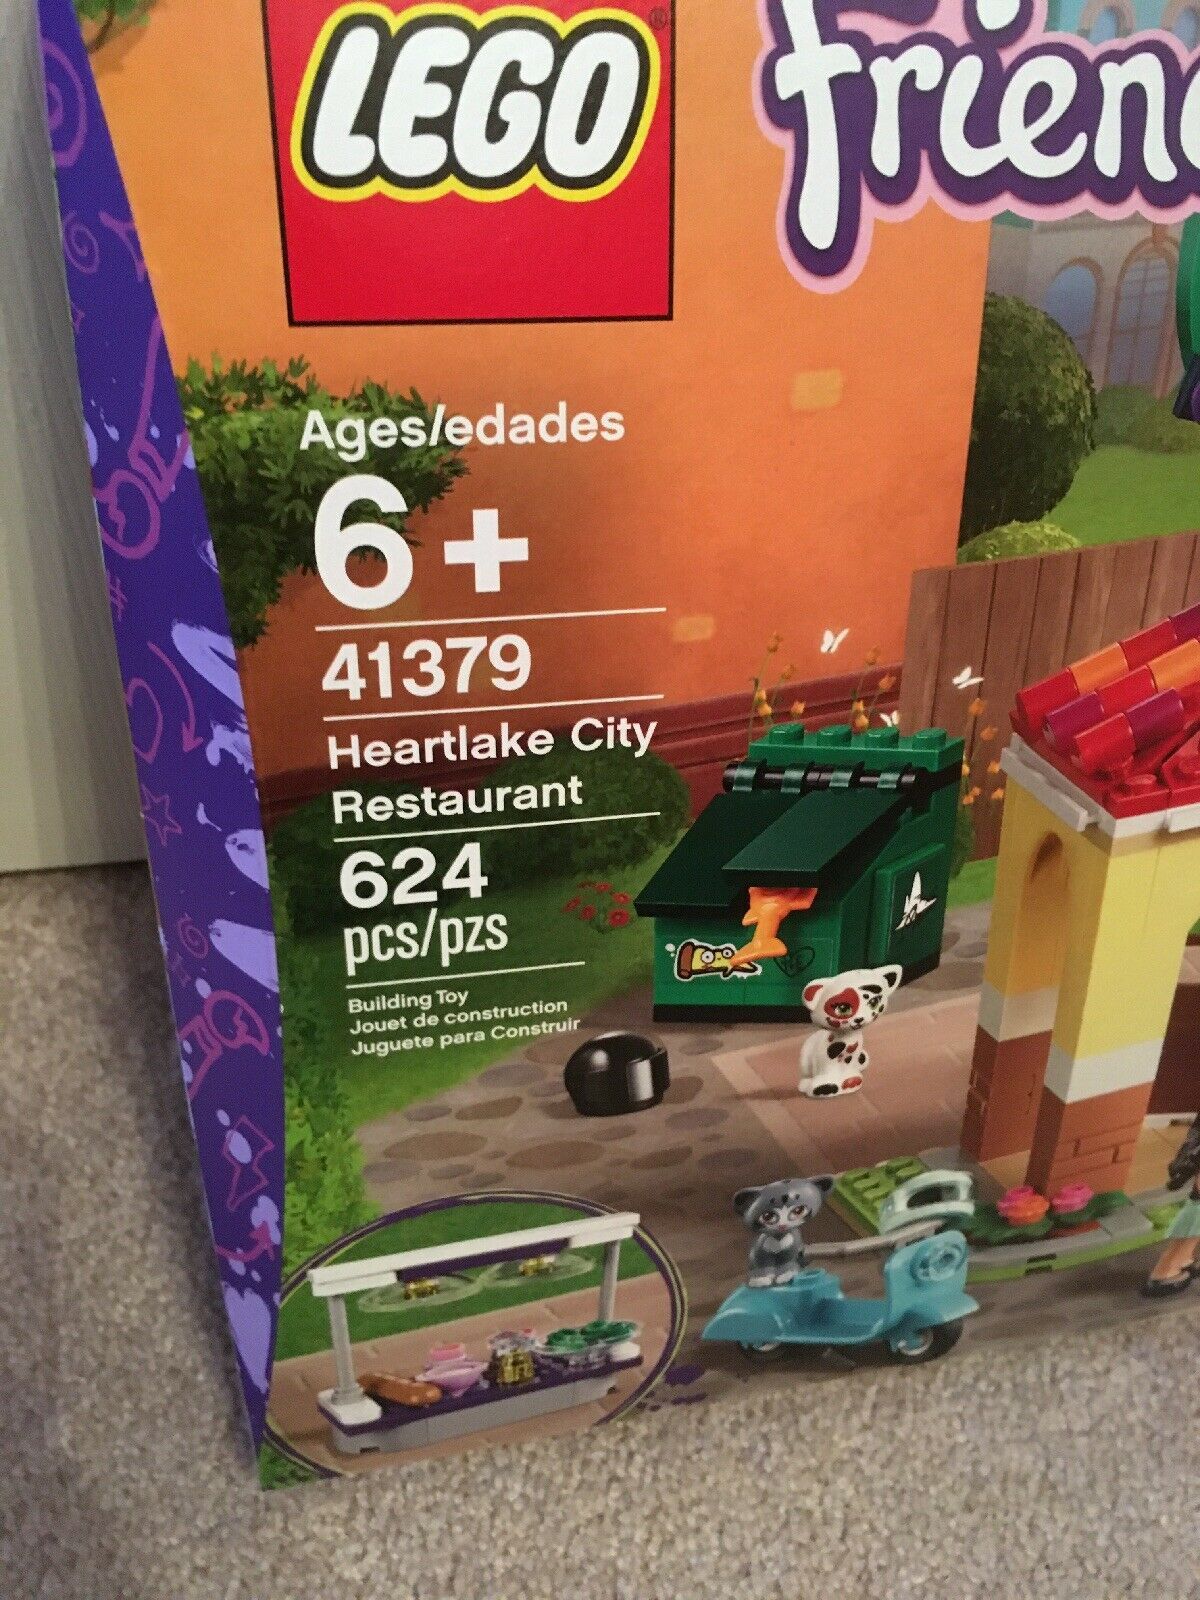 LEGO®
Frien
Ages/edades
6+
41379
Heartlake City
Restaurant
624
pcs/pzs
Building Toy
Jouet de construction
Juguete para Construir